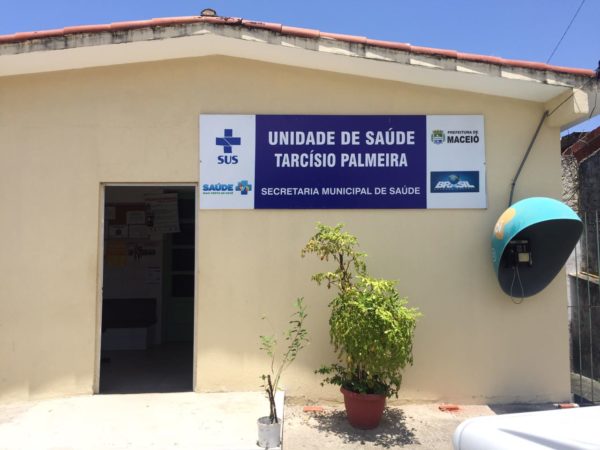 SUS
SAÚDE
UNIDADE DE SAÚDE
TARCÍSIO PALMEIRA
SECRETARIA MUNICIPAL DE SAÚDE
PREFEITURA DE
MACEIÓ
BRASIL